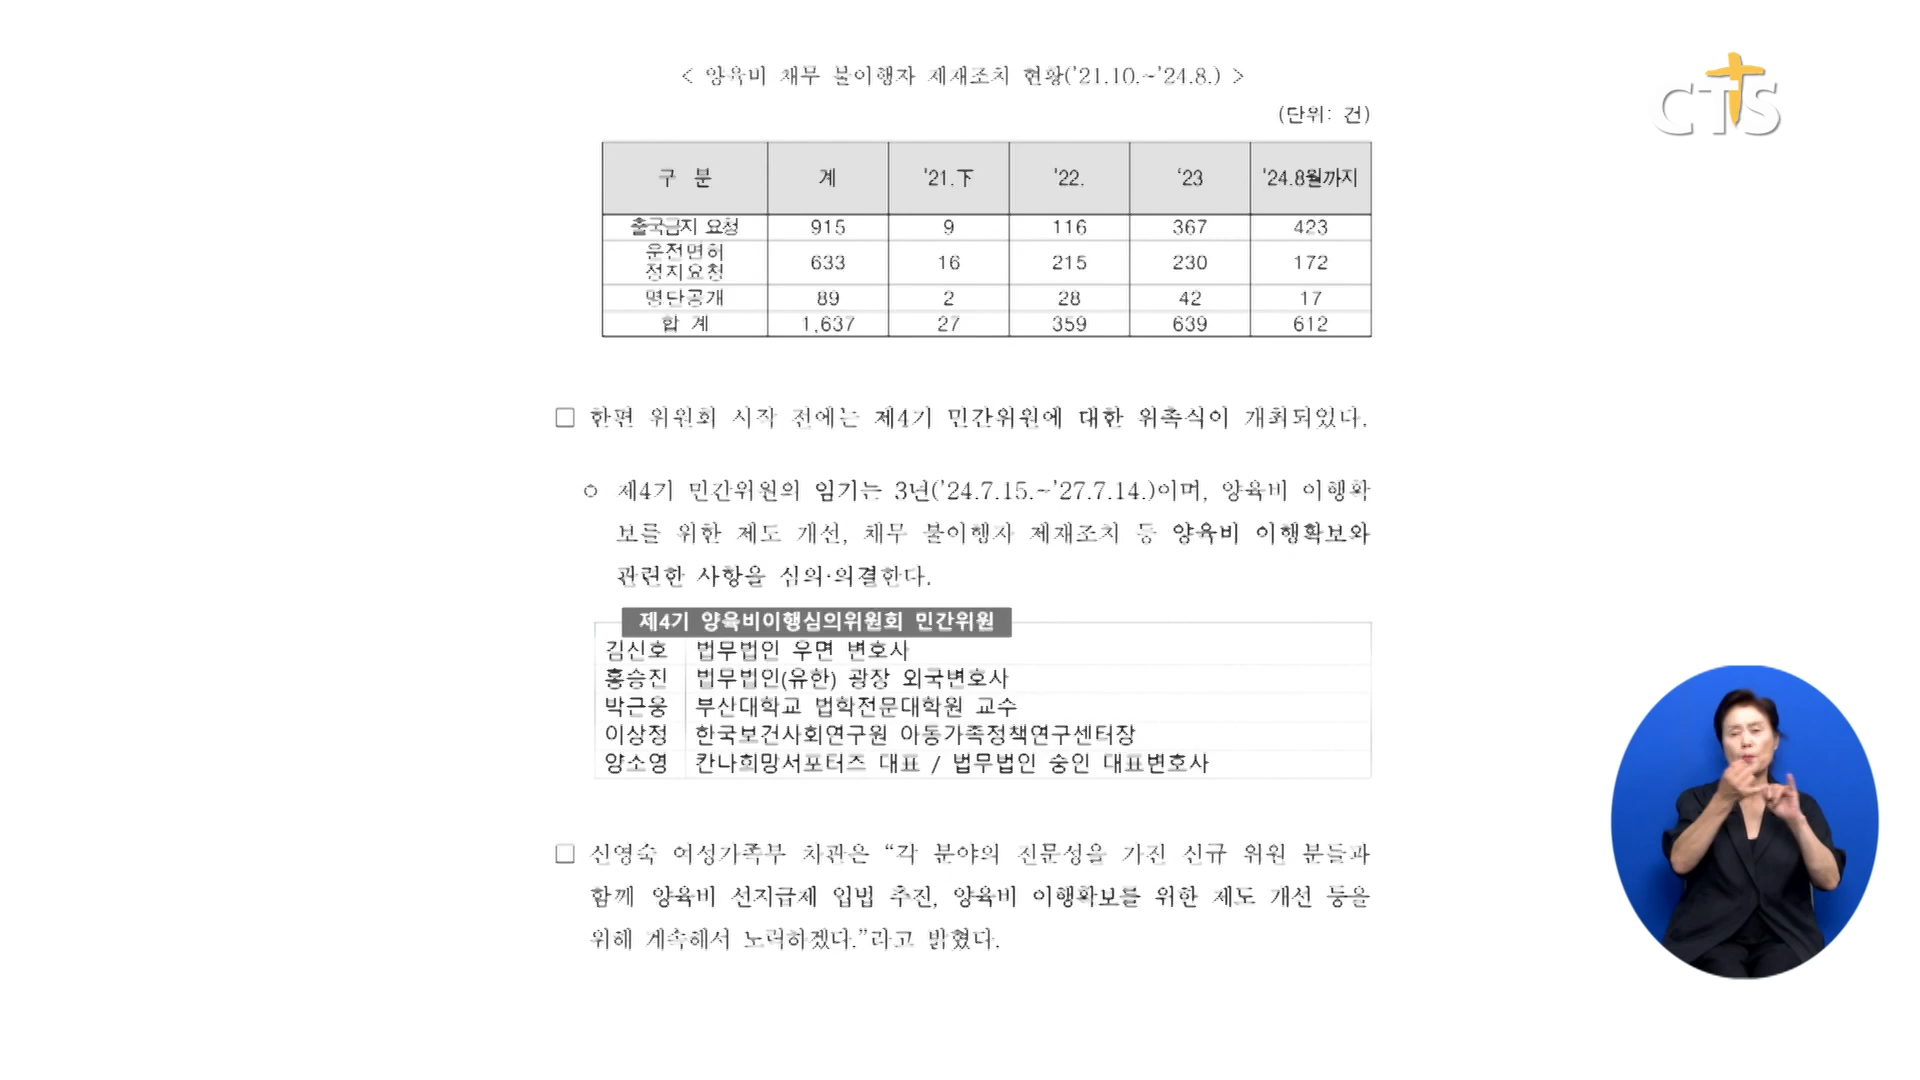 < 양육비 채무 불이행자 제재조치 현황('21.10.~'24.8.) >
CTS
(단위: 건)
구 분 계 '21.下 '22. '23 '24.8월까지
출국금지 요청 915 9 116 367 423
운전면허
정지요청 633 16 215 230 172
명단공개 89 2 28 42 17
합 계 1,637 27 359 639 612
□ 한편 위원회 시작 전에는 제4기 민간위원에 대한 위촉식이 개최되었다.
○ 제4기 민간위원의 임기는 3년('24.7.15.~'27.7.14.)이며, 양육비 이행확
보를 위한 제도 개선, 채무 불이행자 제재조치 등 양육비 이행확보와
관련한 사항을 심의·의결한다.
제4기 양육비이행심의위원회 민간위원
김신호 법무법인 우면 변호사
홍승진 법무법인(유한) 광장 외국변호사
박근웅 부산대학교 법학전문대학원 교수
이상정 한국보건사회연구원 아동가족정책연구센터장
양소영 칸나희망서포터즈 대표 / 법무법인 숭인 대표변호사
□ 신영숙 여성가족부 차관은 “각 분야의 전문성을 가진 신규 위원 분들과
함께 양육비 선지급제 입법 추진, 양육비 이행확보를 위한 제도 개선 등을
위해 계속해서 노력하겠다.”라고 밝혔다.